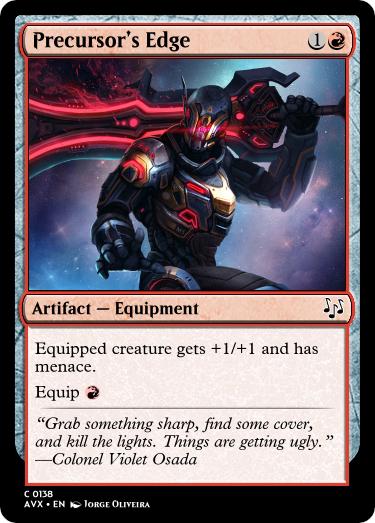 Precursor's Edge 1
Artifact — Equipment
Equipped creature gets +1/+1 and has
menace.
Equip
"Grab something sharp, find some cover,
and kill the lights. Things are getting ugly."
—Colonel Violet Osada
C 0138
AVX • EN Jorge Oliveira